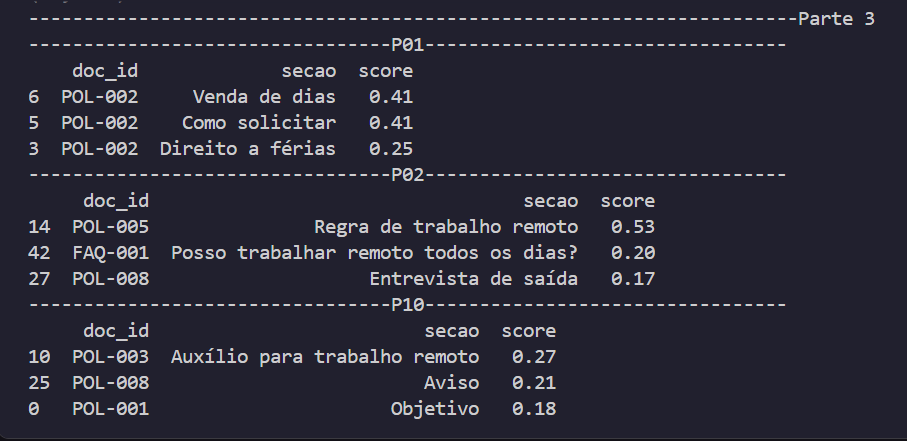 -----------------------------------------------------------------------Parte 3
---------------------------------P01---------------------------------
    doc_id             secao  score
6  POL-002     Venda de dias   0.41
5  POL-002    Como solicitar   0.41
3  POL-002  Direito a férias   0.25
---------------------------------P02---------------------------------
     doc_id                                  secao  score
14  POL-005               Regra de trabalho remoto   0.53
42  FAQ-001  Posso trabalhar remoto todos os dias?   0.20
27  POL-008                    Entrevista de saída   0.17
---------------------------------P10---------------------------------
     doc_id                         secao  score
10  POL-003  Auxílio para trabalho remoto   0.27
25  POL-008                         Aviso   0.21
0   POL-001                      Objetivo   0.18